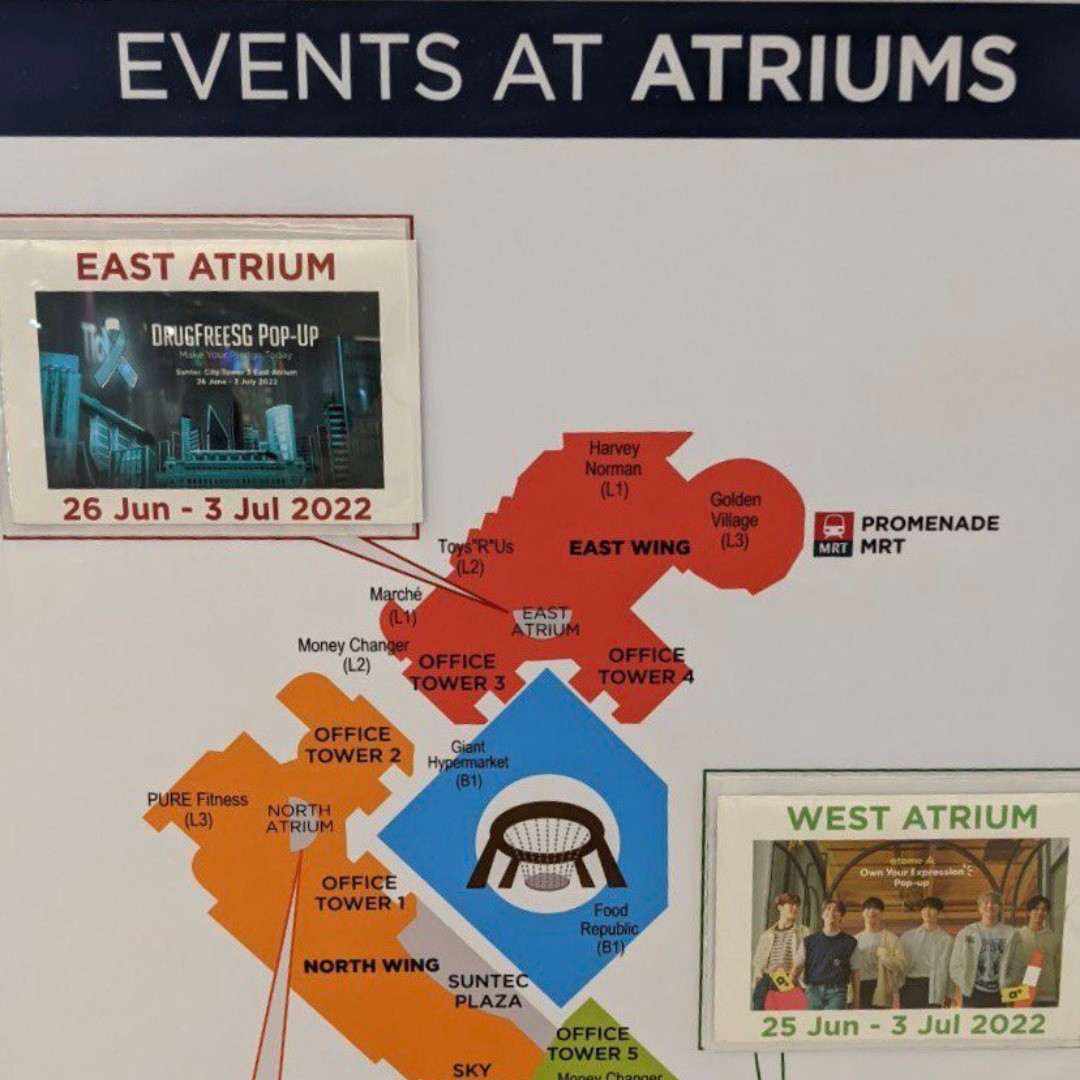 EVENTS AT ATRIUMS
EAST ATRIUM
DRUGFREESG POP-UP
Make Your Today
Suntec City Tower 3 East Atrium
26 June - 3 July 2022
26 Jun - 3 Jul 2022
Harvey
Norman
(L1)
Golden
Village
(L3)
PROMENADE
MRT
MRT
Toys"R"Us
(L2)
EAST WING
Marché
(L1)
EAST
ATRIUM
Money Changer
(L2)
OFFICE
TOWER 3
OFFICE
TOWER 4
OFFICE
TOWER 2
Giant
Hypermarket
(B1)
PURE Fitness
(L3)
NORTH
ATRIUM
OFFICE
TOWER 1
Food
Republic
(B1)
NORTH WING
SUNTEC
PLAZA
OFFICE
TOWER 5
Money Changer
SKY
WEST ATRIUM
atome A
Own Your Expression
Pop-up
a+
a+
25 Jun - 3 Jul 2022